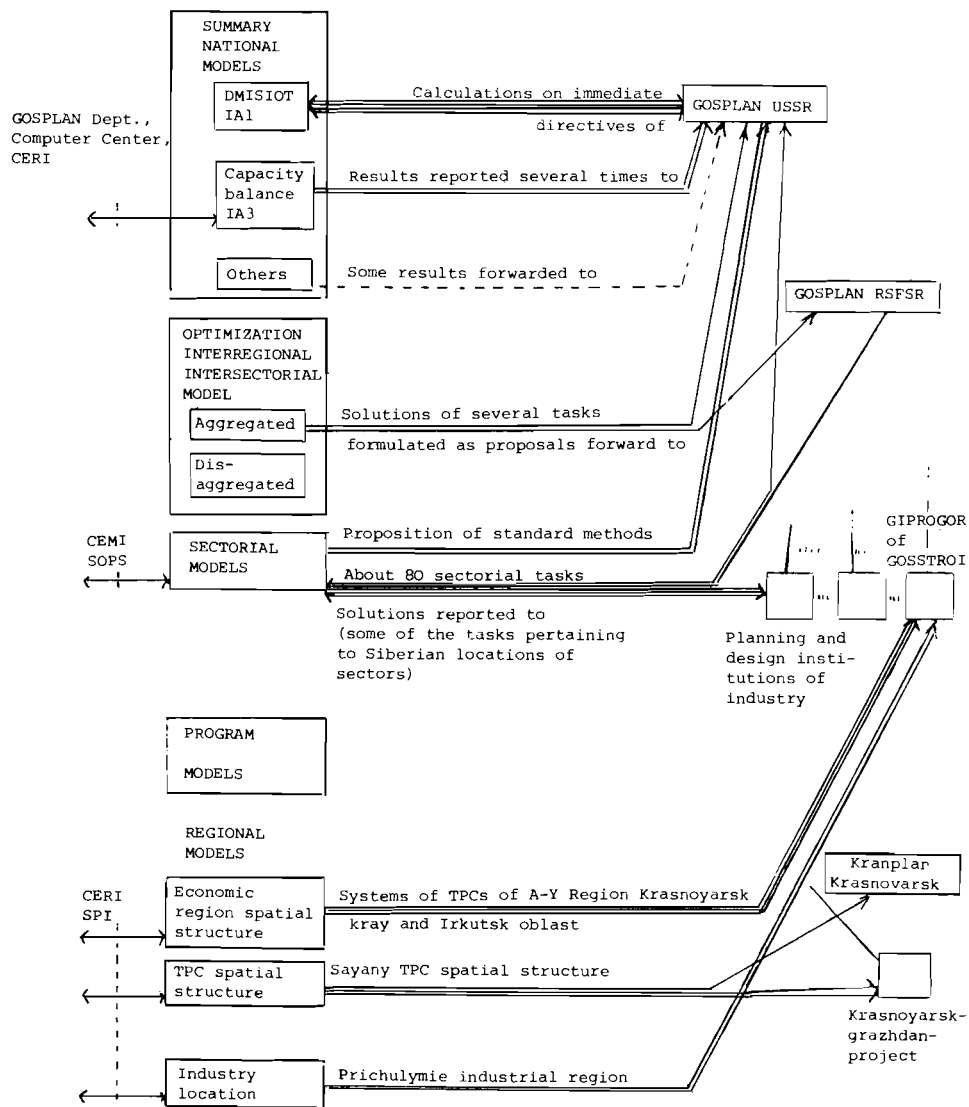 SUMMARY
NATIONAL
MODELS
DMISIOT
IA1
Calculations on immediate
directives of
GOSPLAN USSR
GOSPLAN Dept.,
Computer Center,
CERI
Capacity
balance
IA3
Results reported several times to
Others
Some results forwarded to
GOSPLAN RSFSR
OPTIMIZATION
INTERREGIONAL
INTERSECTORIAL
MODEL
Aggregated
Solutions of several tasks
formulated as proposals forward to
Dis-
aggregated
GIPROGOR
of
GOSSTROI
CEMI
SOPS
SECTORIAL
MODELS
Proposition of standard methods
About 80 sectorial tasks
Solutions reported to
(some of the tasks pertaining
to Siberian locations of
sectors)
Planning and
design insti-
tutions of
industry
PROGRAM
MODELS
REGIONAL
MODELS
CERI
SPI
Economic
region spatial
structure
Systems of TPCs of A-Y Region Krasnoyarsk
kray and Irkutsk oblast
Kranplar
Krasnovarsk
TPC spatial
structure
Sayany TPC spatial structure
Krasnoyarsk-
grazhdan-
project
Industry
location
Prichulymie industrial region